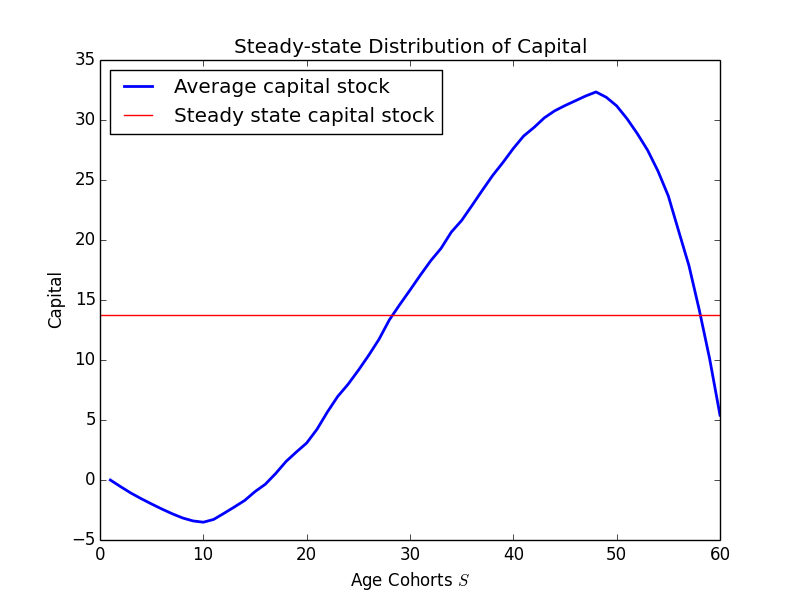 Steady-state Distribution of Capital
35
30
25
20
15
10
5
0
−5
Capital
Average capital stock
Steady state capital stock
0 10 20 30 40 50 60
Age Cohorts S